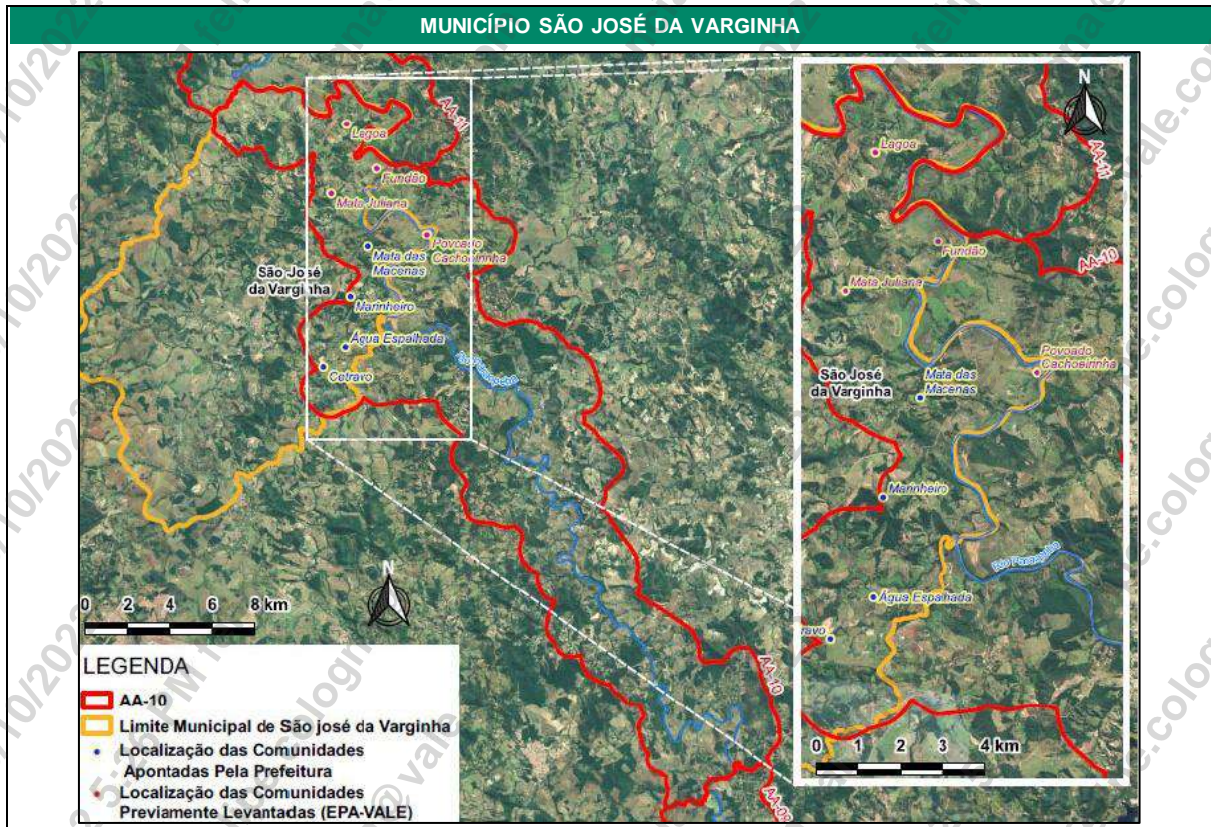 MUNICÍPIO SÃO JOSÉ DA VARGINHA
AA-11
Lagoa
Fundão
Mata Juliana
Povoado
Cachoeirinha
Mata das
Macenas
São José
da Varginha
Marinheiro
Água Espalhada
Cotravo
Rio Paraopeba
N
0 2 4 6 8 km
AA-10
AA-09
LEGENDA
AA-10
Limite Municipal de São josé da Varginha
Localização das Comunidades
Apontadas Pela Prefeitura
Localização das Comunidades
Previamente Levantadas (EPA-VALE)
N
Lagoa
AA-11
Fundão
AA-10
Mata Juliana
Povoado
Cachoeirinha
São José
da Varginha
Mata das
Macenas
Marinheiro
Rio Paraopeba
Água Espalhada
ravo
0 1 2 3 4 km